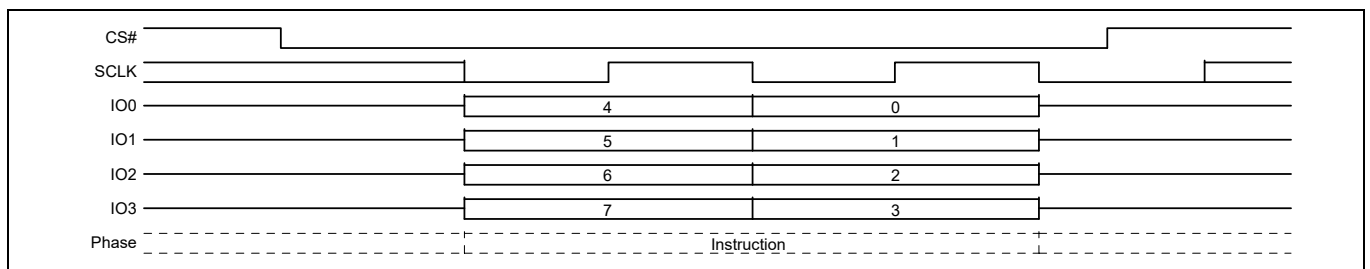 CS#
SCLK
IO0 4 0
IO1 5 1
IO2 6 2
IO3 7 3
Phase Instruction